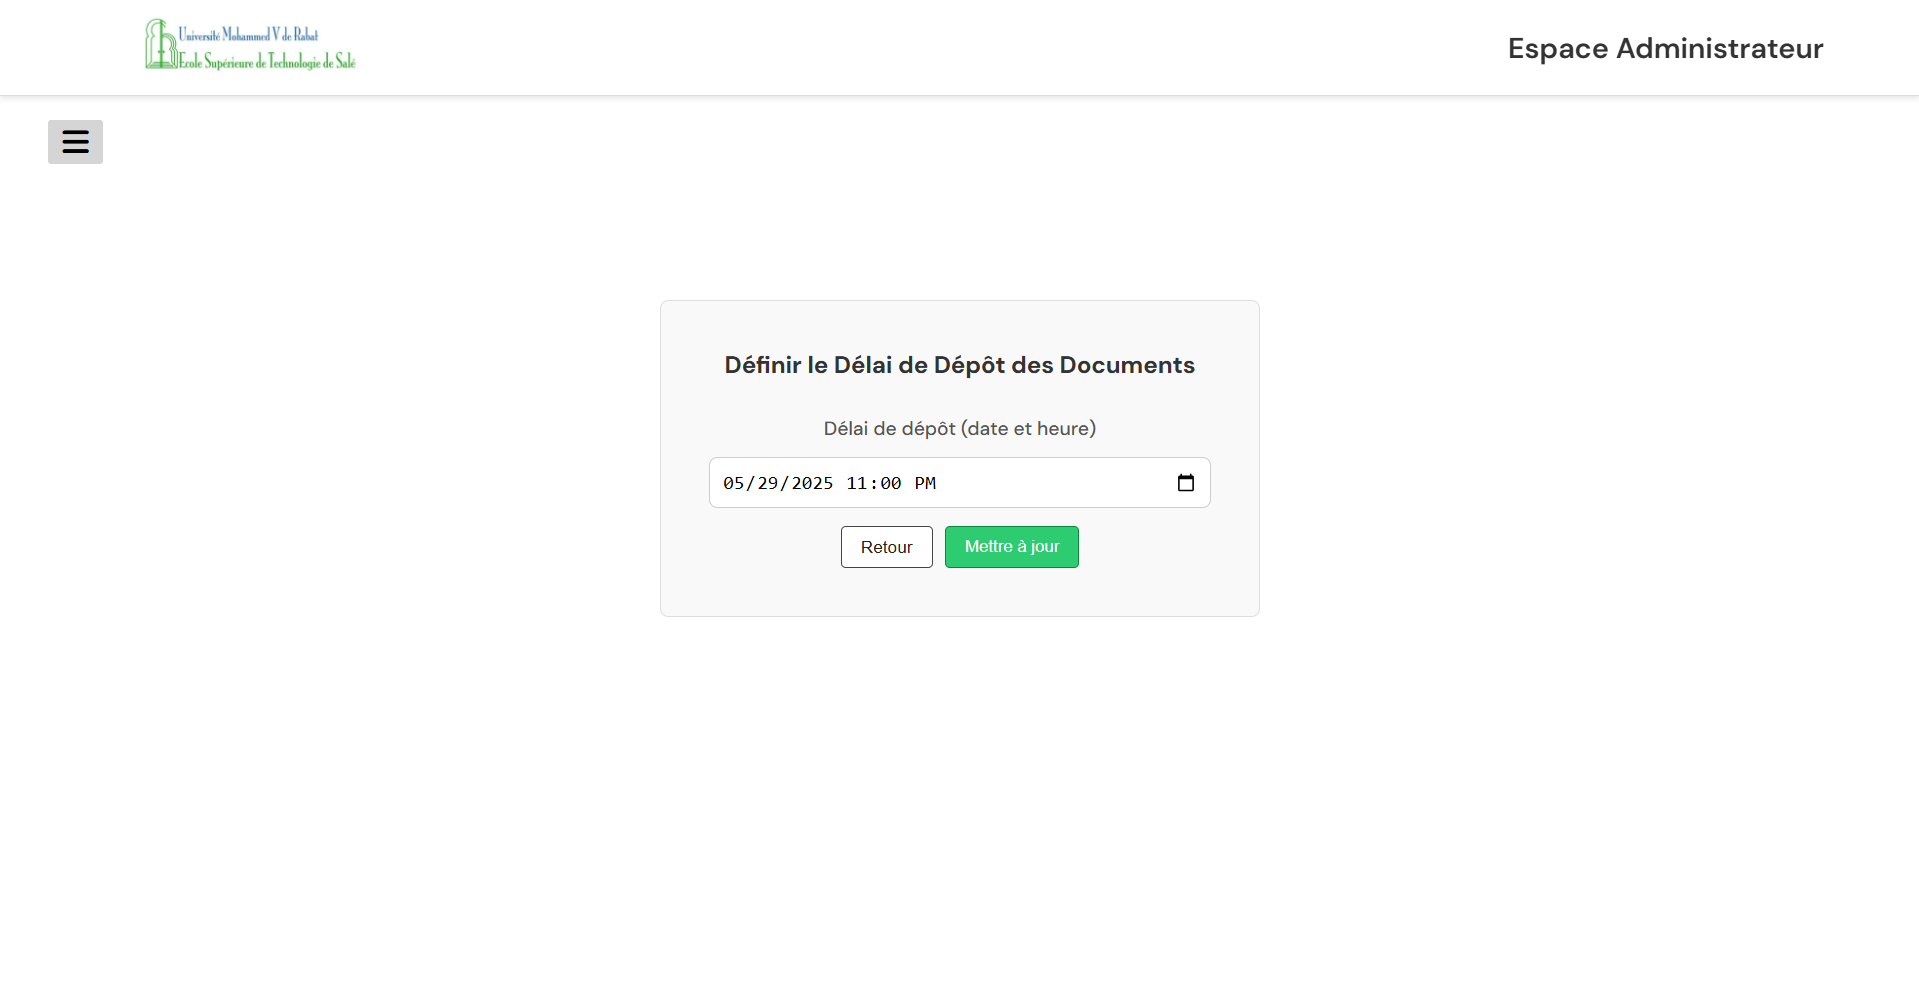 Université Mohammed V de Rabat
Ecole Supérieure de Technologie de Salé
Espace Administrateur
Définir le Délai de Dépôt des Documents
Délai de dépôt (date et heure)
05/29/2025 11:00 PM
Retour
Mettre à jour